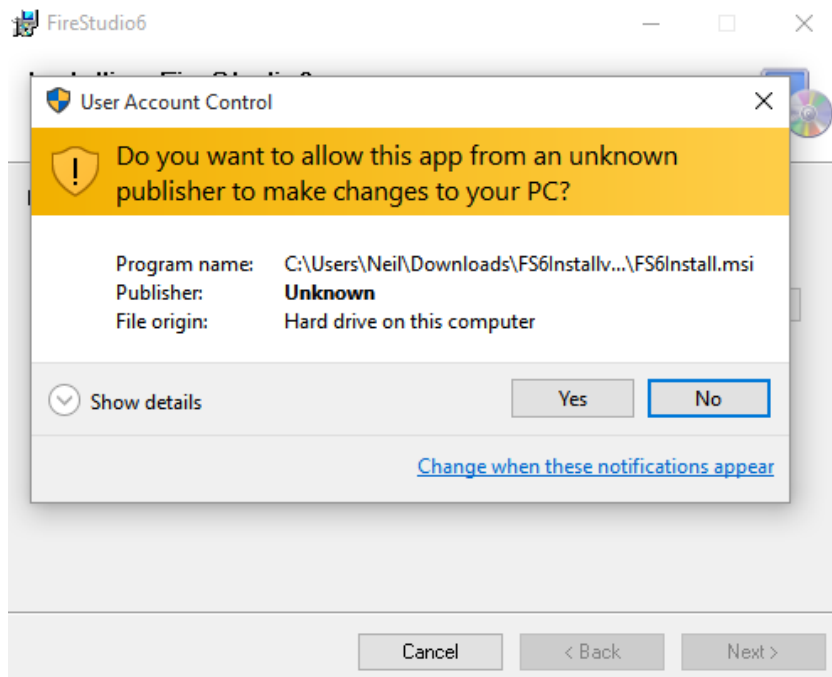 FireStudio6
User Account Control
Do you want to allow this app from an unknown
publisher to make changes to your PC?
Program name: C:\Users\Neil\Downloads\FS6Installv...\FS6Install.msi
Publisher: Unknown
File origin: Hard drive on this computer
Show details
Yes
No
Change when these notifications appear
Cancel
< Back
Next >